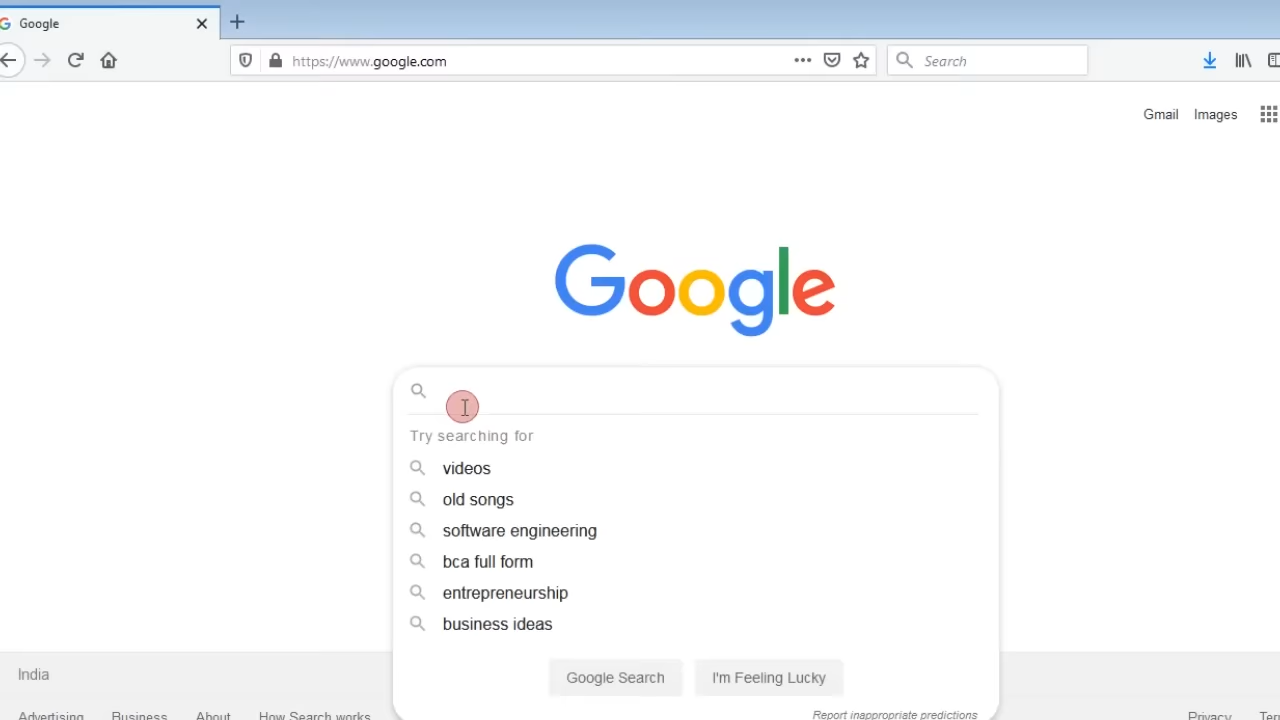 Google
https://www.google.com
Search
Gmail Images
Google
Try searching for
videos
old songs
software engineering
bca full form
entrepreneurship
business ideas
Google Search I'm Feeling Lucky
Report inappropriate predictions
India
Advertising Business About How Search works Privacy